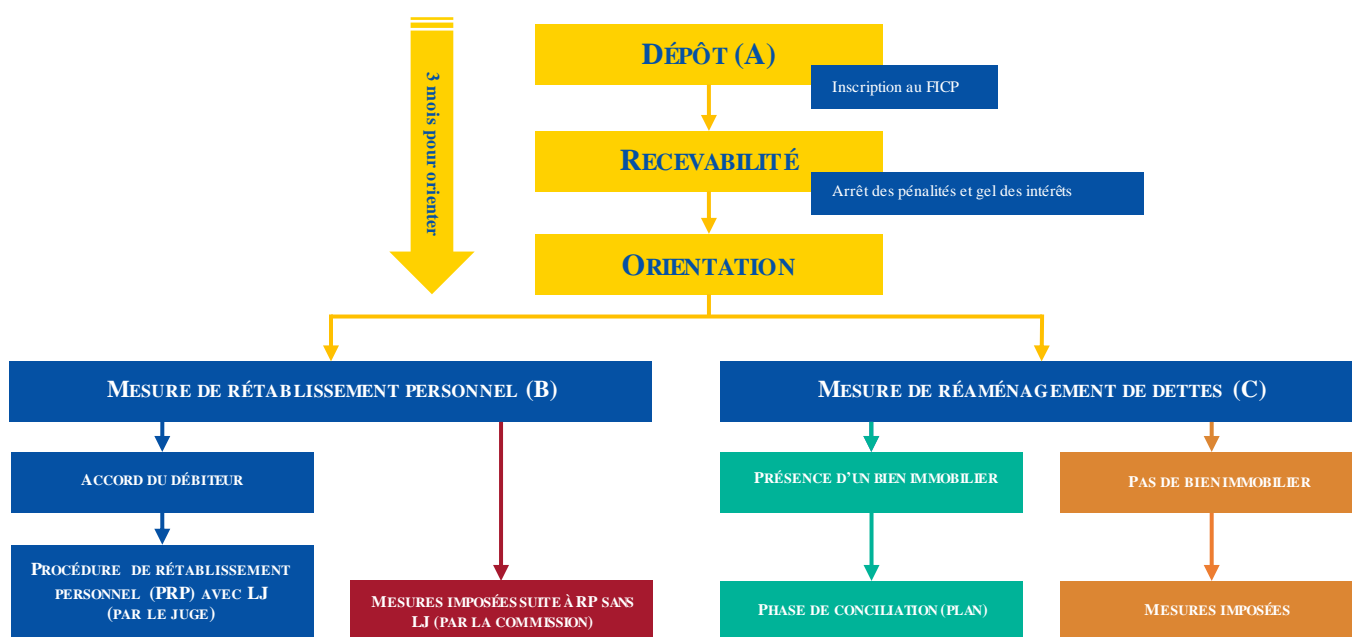 DÉPÔT (A)
Inscription au FICP
3 mois pour orienter
RECEVABILITÉ
Arrêt des pénalités et gel des intérêts
ORIENTATION
MESURE DE RÉTABLISSEMENT PERSONNEL (B)
MESURE DE RÉAMÉNAGEMENT DE DETTES (C)
ACCORD DU DÉBITEUR
PRÉSENCE D'UN BIEN IMMOBILIER
PAS DE BIEN IMMOBILIER
PROCÉDURE DE RÉTABLISSEMENT
PERSONNEL (PRP) AVEC LJ
(PAR LE JUGE)
MESURES IMPOSÉES SUITE À RP SANS
LJ (PAR LA COMMISSION)
PHASE DE CONCILIATION (PLAN)
MESURES IMPOSÉES